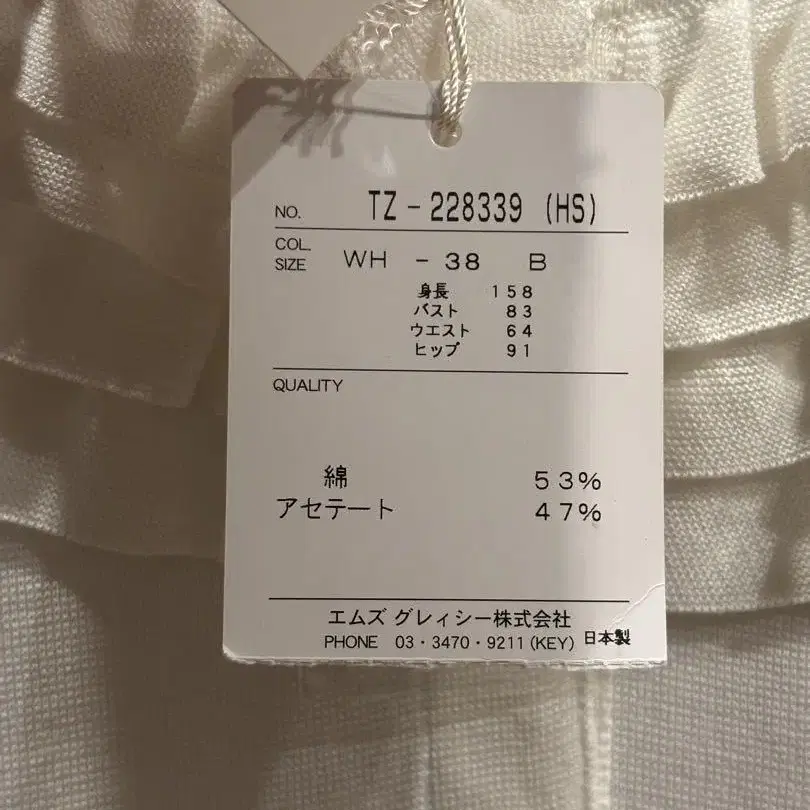 NO. TZ-228339 (HS)
COL.
SIZE WH -38 B
身長 158
バスト 83
ウエスト 64
ヒップ 91
QUALITY
綿 53%
アセテート 47%
エムズ グレィシー株式会社
PHONE 03・3470・9211(KEY) 日本製